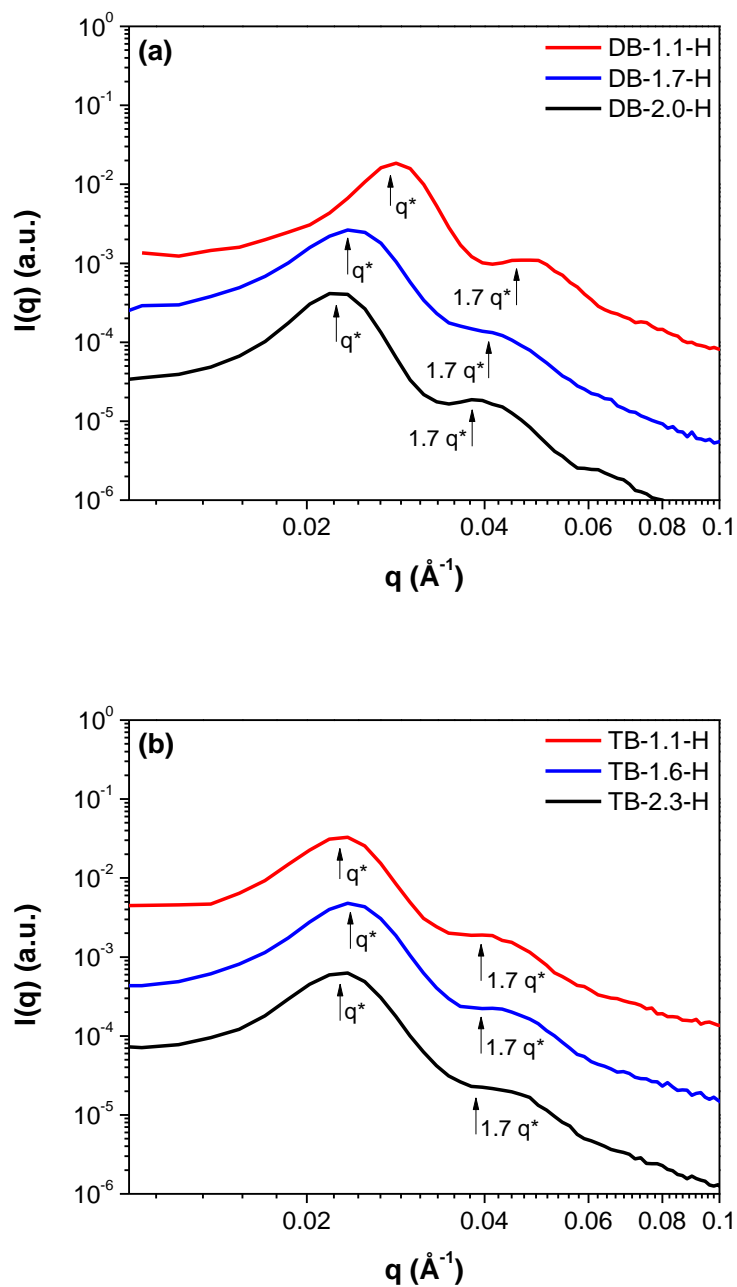 (a)
DB-1.1-H
DB-1.7-H
DB-2.0-H
10⁰
10⁻¹
10⁻²
10⁻³
10⁻⁴
10⁻⁵
10⁻⁶
I(q) (a.u.)
q*
1.7 q*
q*
1.7 q*
q*
1.7 q*
0.02 0.04 0.06 0.08 0.1
q (Å⁻¹)
(b)
TB-1.1-H
TB-1.6-H
TB-2.3-H
10⁰
10⁻¹
10⁻²
10⁻³
10⁻⁴
10⁻⁵
10⁻⁶
I(q) (a.u.)
q*
1.7 q*
q*
1.7 q*
q*
1.7 q*
0.02 0.04 0.06 0.08 0.1
q (Å⁻¹)